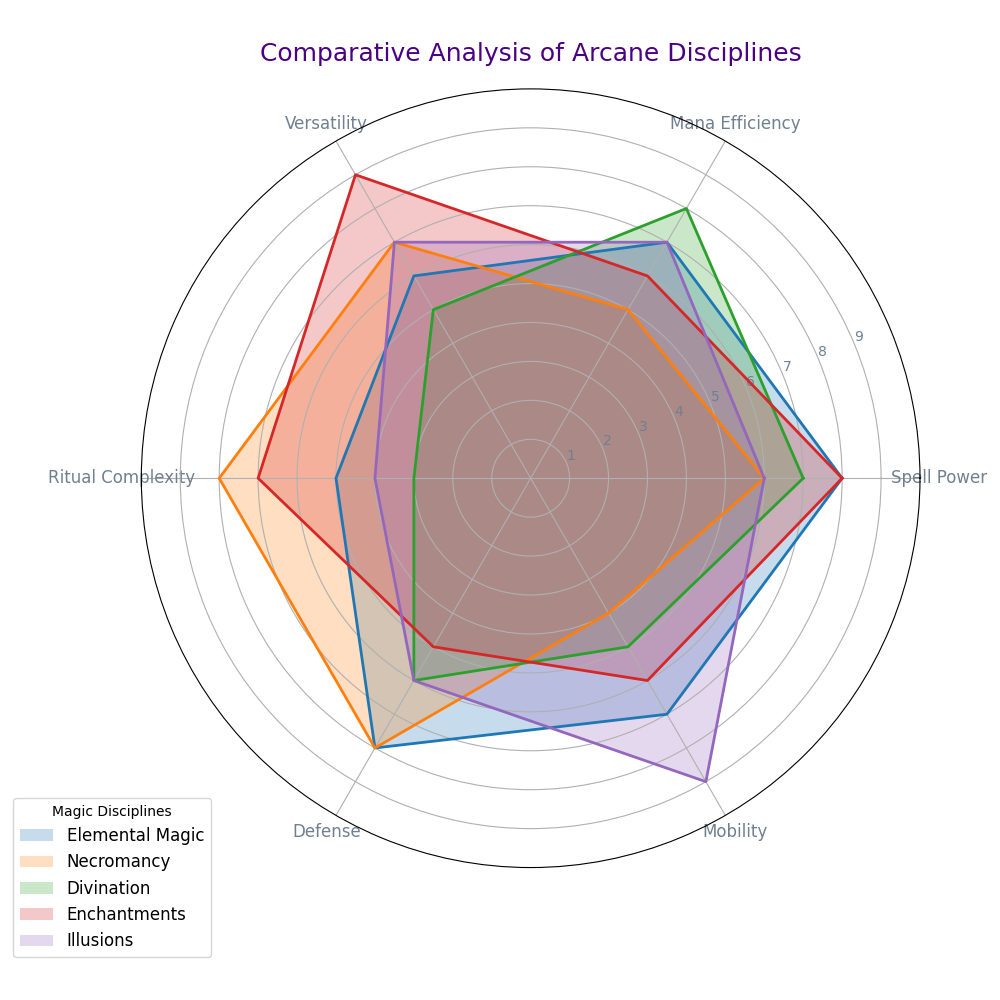 Comparative Analysis of Arcane Disciplines
Versatility
Mana Efficiency
9
8
7
6
5
4
3
2
1
Ritual Complexity
Spell Power
Defense
Mobility
Magic Disciplines
Elemental Magic
Necromancy
Divination
Enchantments
Illusions